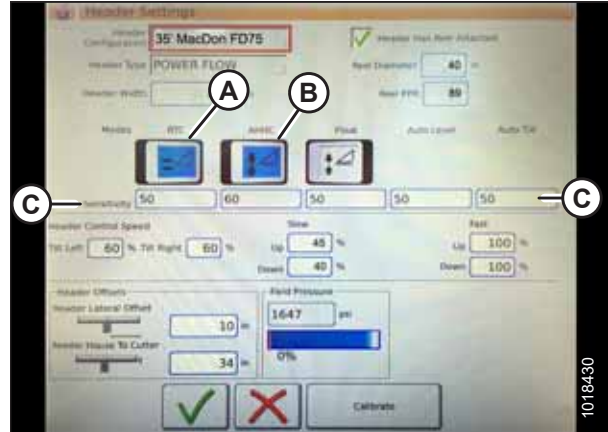 Header Settings
Header Configuration 35' MacDon FD75 Header Has Reel Attached
Header Type POWER FLOW Reel Diameter 40 in
Header Width Reel PPR 89
A B
Modes RTC AHHC Float Auto Level Auto Tilt
C Sensitivity 50 60 50 50 50 C
Header Control Speed Slow Fast
Tilt Left 60 % Tilt Right 60 % Up 45 % Up 100 %
Down 40 % Down 100 %
Header Offsets Field Pressure
Header Lateral Offset 1647 psi
10 in
Feeder House To Cutter 0%
34 in
Calibrate
1018430